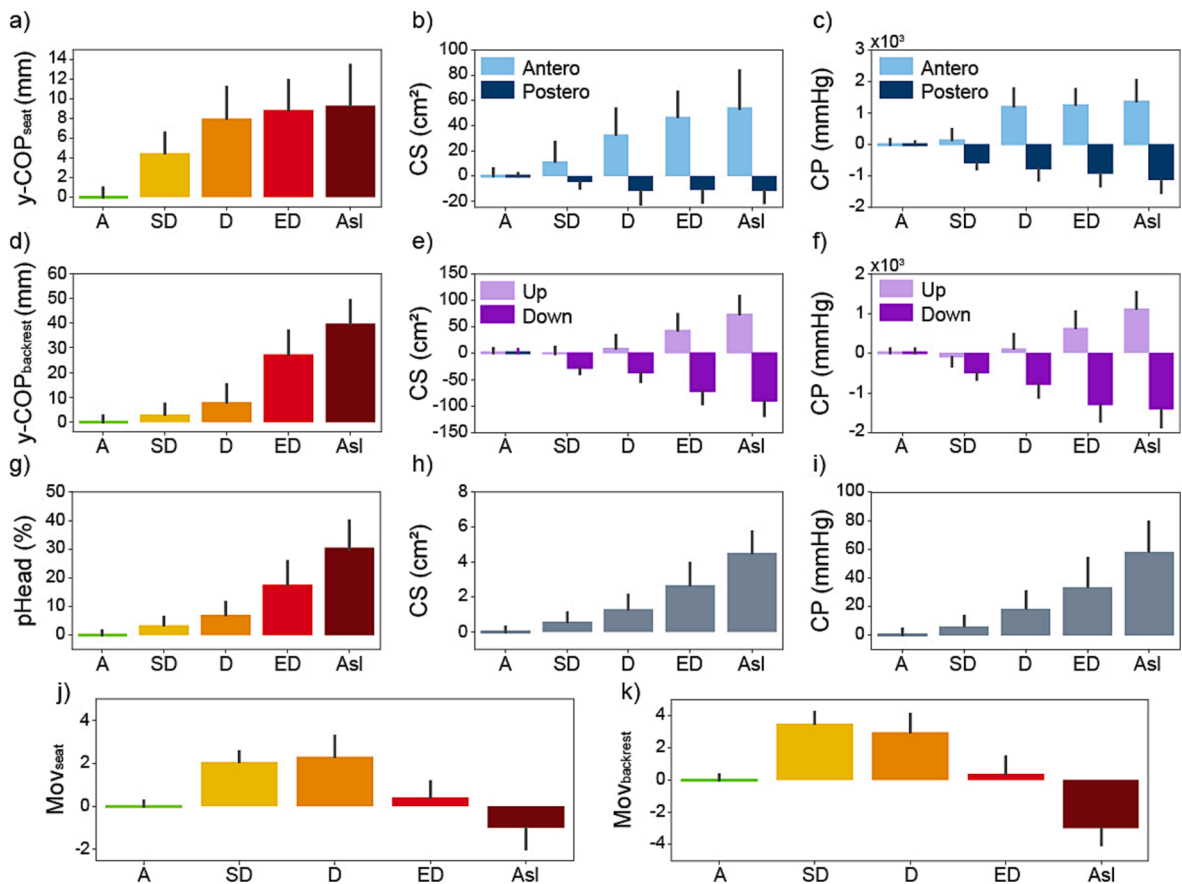 a)
y-COPseat (mm)
14
12
10
8
6
4
2
0
A SD D ED Asl
b)
CS (cm²)
100
80
60
40
20
0
-20
Antero
Postero
A SD D ED Asl
c)
x10³
CP (mmHg)
3
2
1
0
-1
-2
Antero
Postero
A SD D ED Asl
d)
y-COPbackrest (mm)
60
50
40
30
20
10
0
A SD D ED Asl
e)
CS (cm²)
150
100
50
0
-50
-100
-150
Up
Down
A SD D ED Asl
f)
x10³
CP (mmHg)
2
1
0
-1
-2
Up
Down
A SD D ED Asl
g)
pHead (%)
50
40
30
20
10
0
A SD D ED Asl
h)
CS (cm²)
8
6
4
2
0
A SD D ED Asl
i)
CP (mmHg)
100
80
60
40
20
0
A SD D ED Asl
j)
Movseat
4
2
0
-2
A SD D ED Asl
k)
Movbackrest
4
2
0
-2
-4
A SD D ED Asl